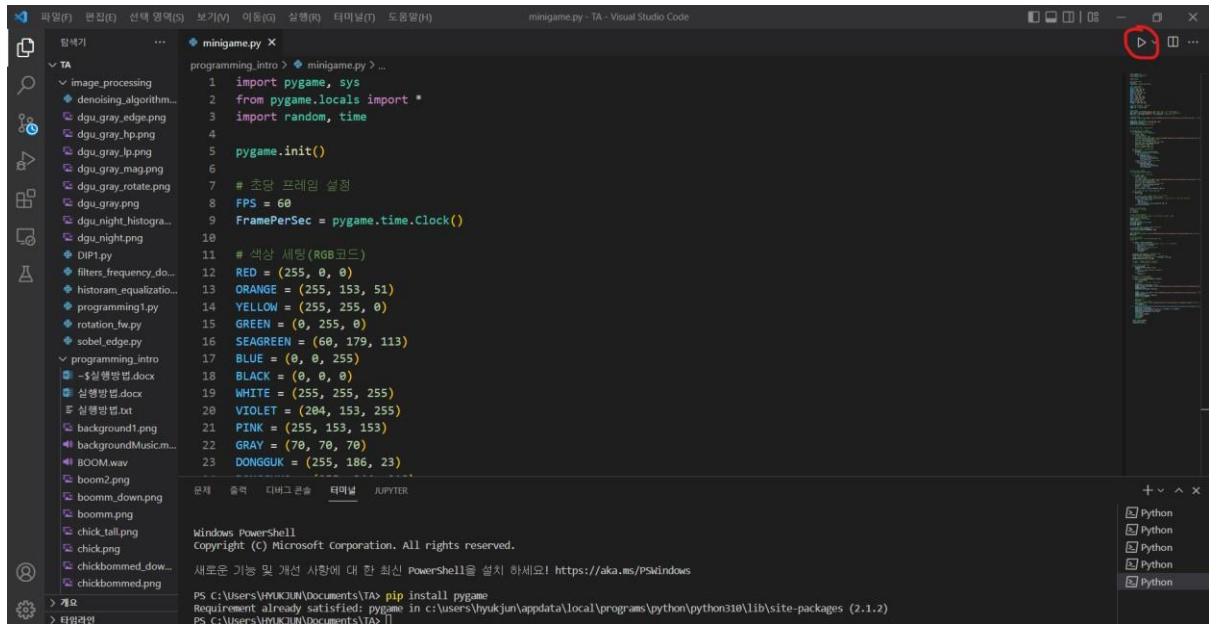 파일(F) 편집(E) 선택 영역(S) 보기(V) 이동(G) 실행(R) 터미널(T) 도움말(H) minigame.py - TA - Visual Studio Code
탐색기 ···
TA
image_processing
denoising_algorithm...
dgu_gray_edge.png
dgu_gray_hp.png
dgu_gray_lp.png
dgu_gray_mag.png
dgu_gray_rotate.png
dgu_gray.png
dgu_night_histogra...
dgu_night.png
DIP1.py
filters_frequency_do...
historam_equalizatio...
programming1.py
rotation_fw.py
sobel_edge.py
programming_intro
~$실행방법.docx
실행방법.docx
실행방법.txt
background1.png
backgroundMusic.m...
BOOM.wav
boom2.png
boomm_down.png
boomm.png
chick_tall.png
chick.png
chickbommed_dow...
chickbommed.png
개요
타임라인
minigame.py ×
programming_intro > minigame.py > ...
1 import pygame, sys
2 from pygame.locals import *
3 import random, time
4
5 pygame.init()
6
7 # 초당 프레임 설정
8 FPS = 60
9 FramePerSec = pygame.time.Clock()
10
11 # 색상 세팅(RGB코드)
12 RED = (255, 0, 0)
13 ORANGE = (255, 153, 51)
14 YELLOW = (255, 255, 0)
15 GREEN = (0, 255, 0)
16 SEAGREEN = (60, 179, 113)
17 BLUE = (0, 0, 255)
18 BLACK = (0, 0, 0)
19 WHITE = (255, 255, 255)
20 VIOLET = (204, 153, 255)
21 PINK = (255, 153, 153)
22 GRAY = (70, 70, 70)
23 DONGGUK = (255, 186, 23)
문제 출력 디버그 콘솔 터미널 JUPYTER
Windows PowerShell
Copyright (C) Microsoft Corporation. All rights reserved.
새로운 기능 및 개선 사항에 대 한 최신 PowerShell을 설치 하세요! https://aka.ms/PSWindows
PS C:\Users\HYUKJUN\Documents\TA> pip install pygame
Requirement already satisfied: pygame in c:\users\hyukjun\appdata\local\programs\python\python310\lib\site-packages (2.1.2)
PS C:\Users\HYUKJUN\Documents\TA>
Python
Python
Python
Python
Python